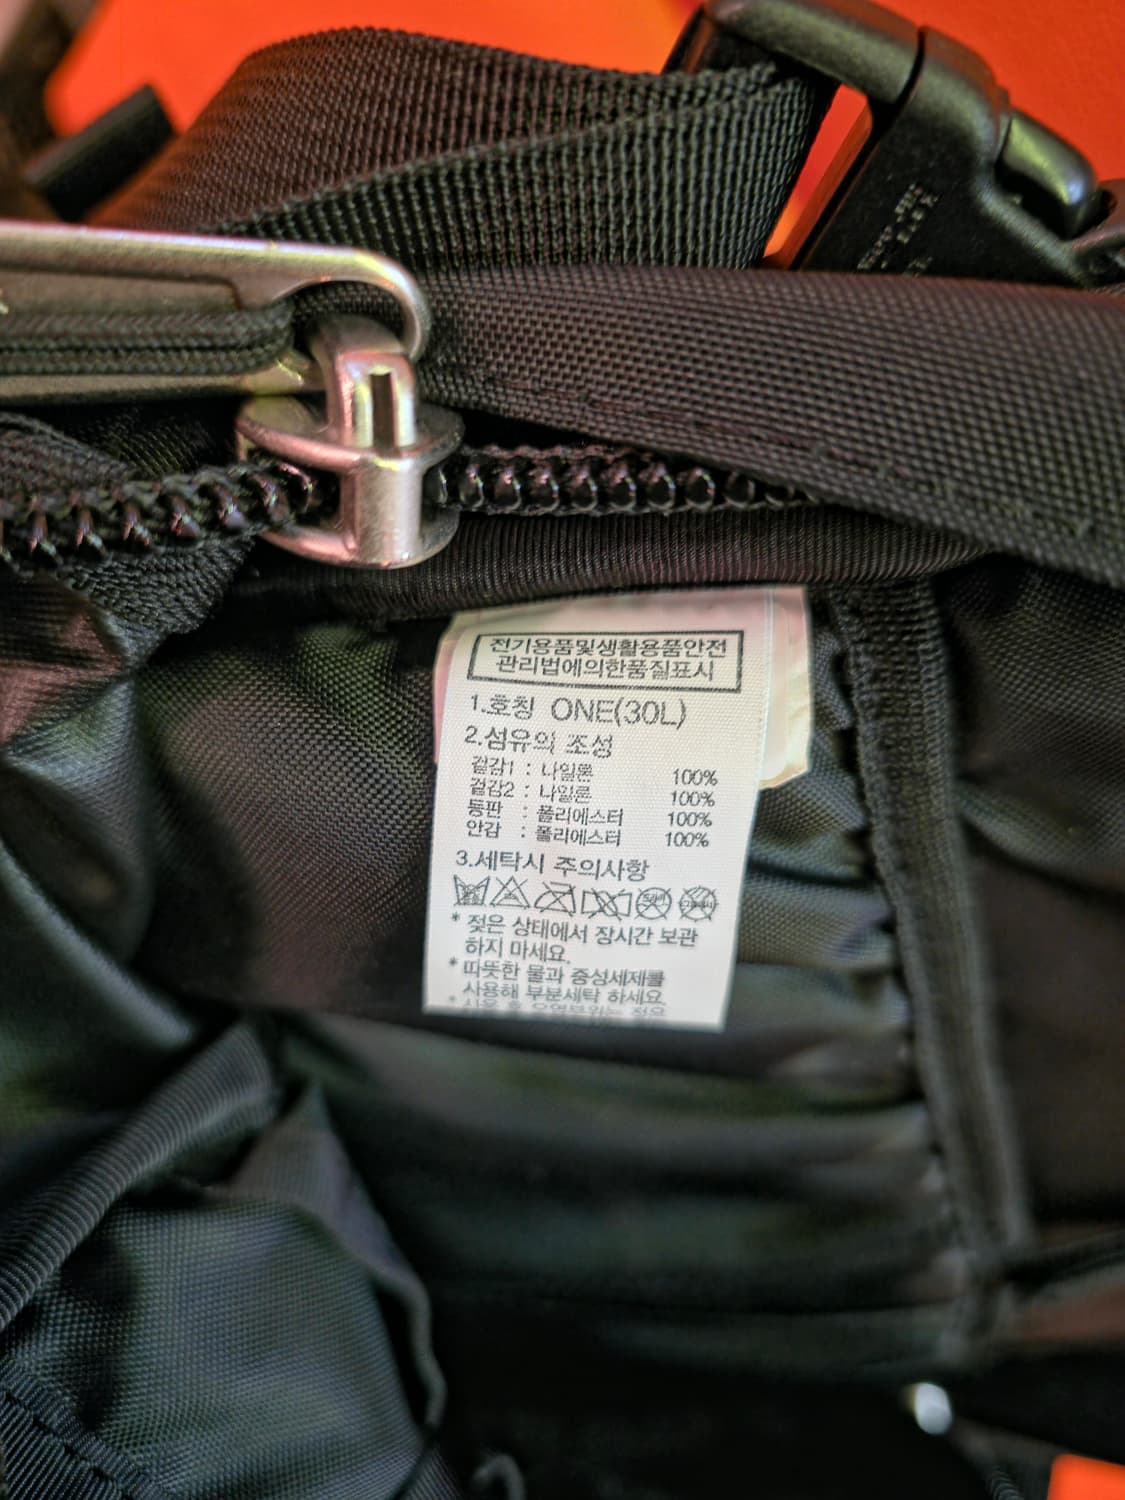 전기용품및생활용품안전
관리법에의한품질표시
1.호칭 ONE(30L)
2.섬유의 조성
겉감1 : 나일론 100%
겉감2 : 나일론 100%
등판 : 폴리에스터 100%
안감 : 폴리에스터 100%
3.세탁시 주의사항
* 젖은 상태에서 장시간 보관
하지 마세요.
* 따뜻한 물과 중성세제를
사용해 부분세탁 하세요.